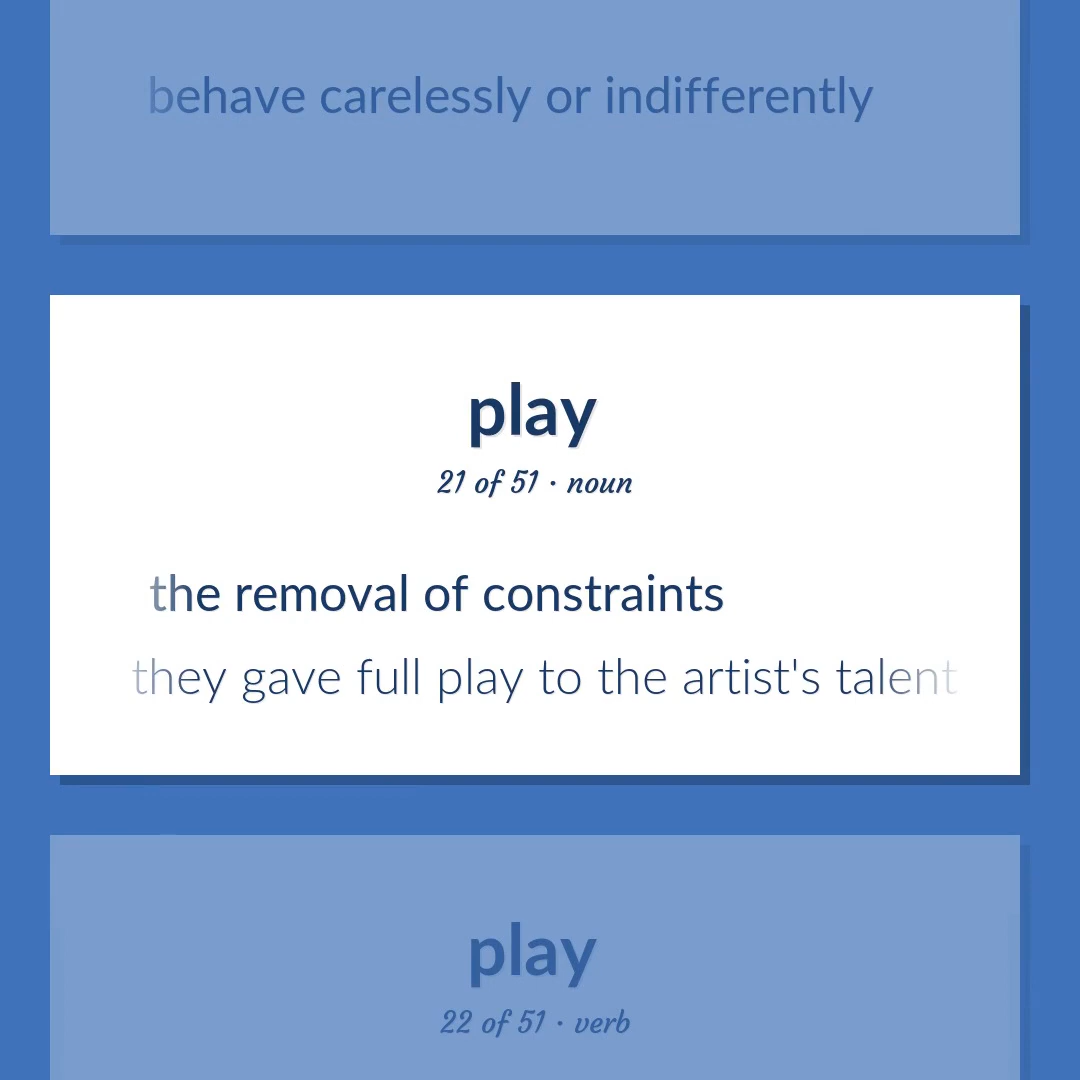 behave carelessly or indifferently
play
21 of 51 · noun
the removal of constraints
they gave full play to the artist's talent
play
22 of 51 · verb